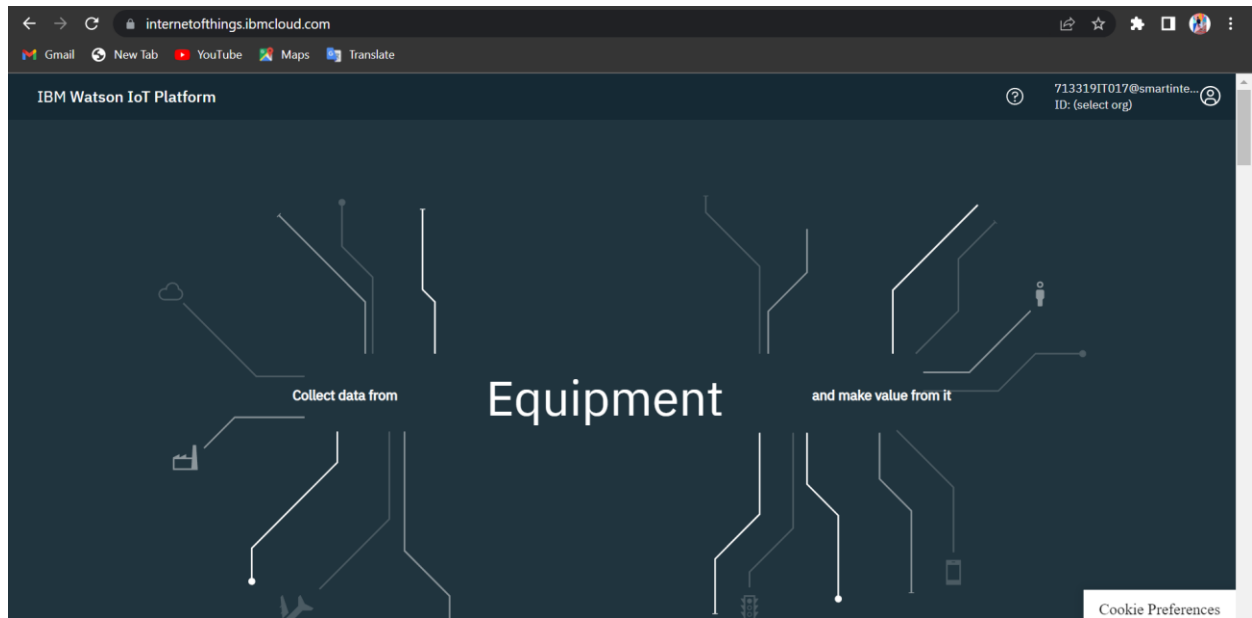 internetofthings.ibmcloud.com
Gmail New Tab YouTube Maps Translate
IBM Watson IoT Platform
713319IT017@smartinte...
ID: (select org)
Collect data from Equipment and make value from it
Cookie Preferences